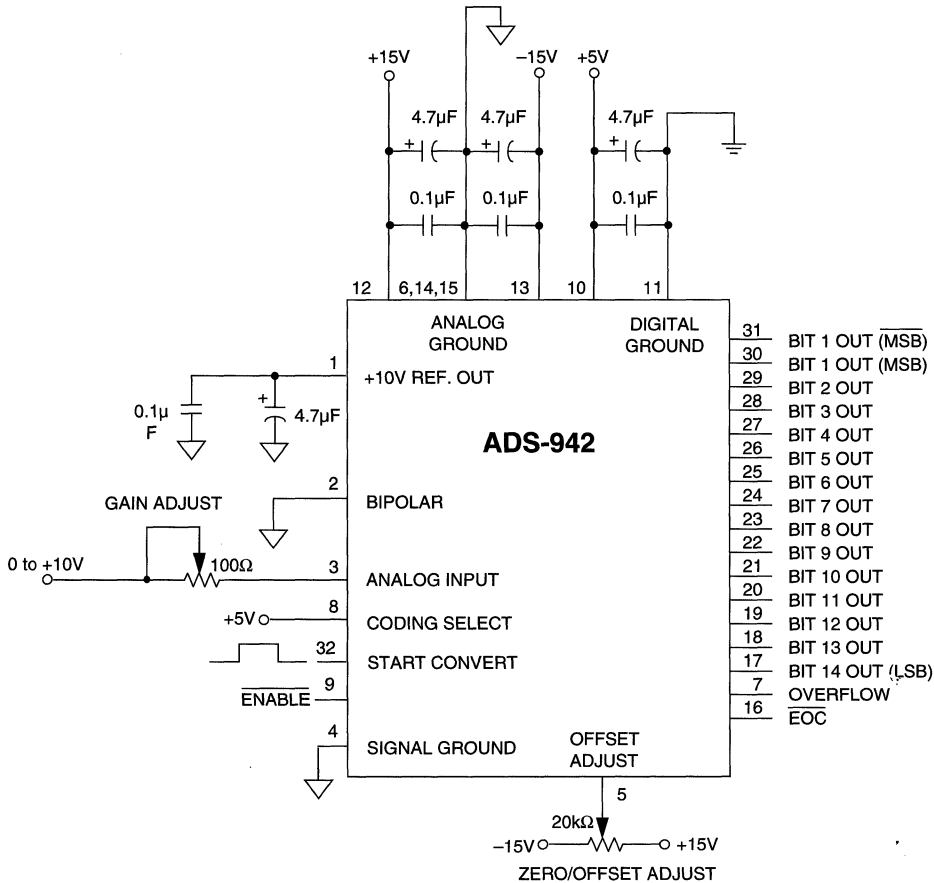 +15V
–15V
+5V
4.7µF
4.7µF
4.7µF
+
+
+
0.1µF
0.1µF
0.1µF
12
6,14,15
13
10
11
ANALOG
GROUND
DIGITAL
GROUND
1
+10V REF. OUT
0.1µ
F
+
4.7µF
ADS-942
2
BIPOLAR
GAIN ADJUST
0 to +10V
100Ω
3
ANALOG INPUT
+5V
8
CODING SELECT
32
START CONVERT
ENABLE
9
4
SIGNAL GROUND
31 BIT 1 OUT (MSB)
30 BIT 1 OUT (MSB)
29 BIT 2 OUT
28 BIT 3 OUT
27 BIT 4 OUT
26 BIT 5 OUT
25 BIT 6 OUT
24 BIT 7 OUT
23 BIT 8 OUT
22 BIT 9 OUT
21 BIT 10 OUT
20 BIT 11 OUT
19 BIT 12 OUT
18 BIT 13 OUT
17 BIT 14 OUT (LSB)
7 OVERFLOW
16 EOC
OFFSET
ADJUST
5
20kΩ
–15V
+15V
ZERO/OFFSET ADJUST